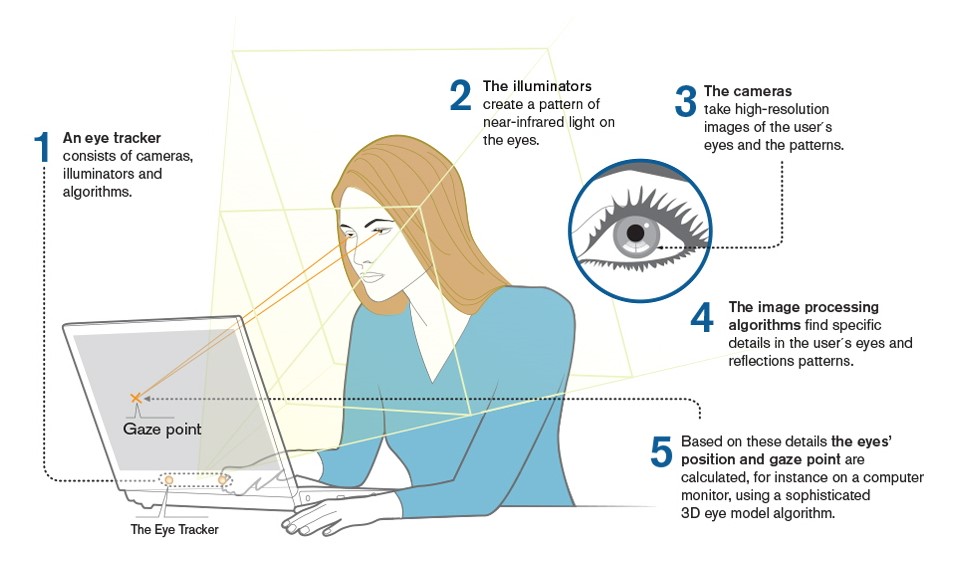 1
An eye tracker
consists of cameras,
illuminators and
algorithms.
2
The illuminators
create a pattern of
near-infrared light on
the eyes.
3
The cameras
take high-resolution
images of the user´s
eyes and the patterns.
4
The image processing
algorithms find specific
details in the user´s eyes and
reflections patterns.
5
Based on these details the eyes’
position and gaze point are
calculated, for instance on a computer
monitor, using a sophisticated
3D eye model algorithm.
Gaze point
The Eye Tracker